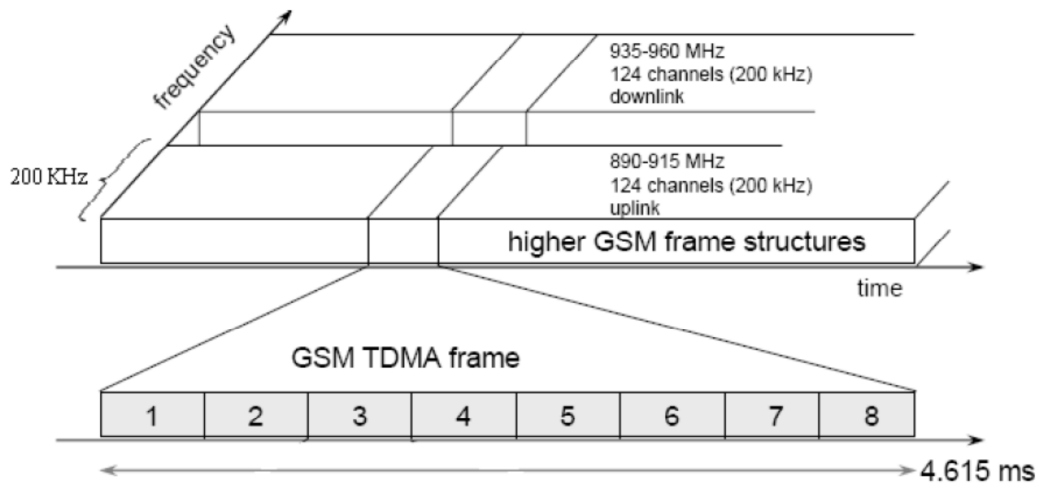 frequency
935-960 MHz
124 channels (200 kHz)
downlink
200 KHz
890-915 MHz
124 channels (200 kHz)
uplink
higher GSM frame structures
time
GSM TDMA frame
1 2 3 4 5 6 7 8
4.615 ms